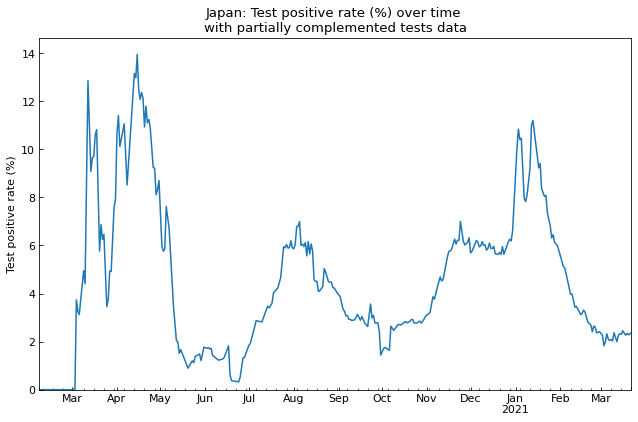 Japan: Test positive rate (%) over time
with partially complemented tests data
Test positive rate (%)
14
12
10
8
6
4
2
0
Mar Apr May Jun Jul Aug Sep Oct Nov Dec Jan Feb Mar
2021